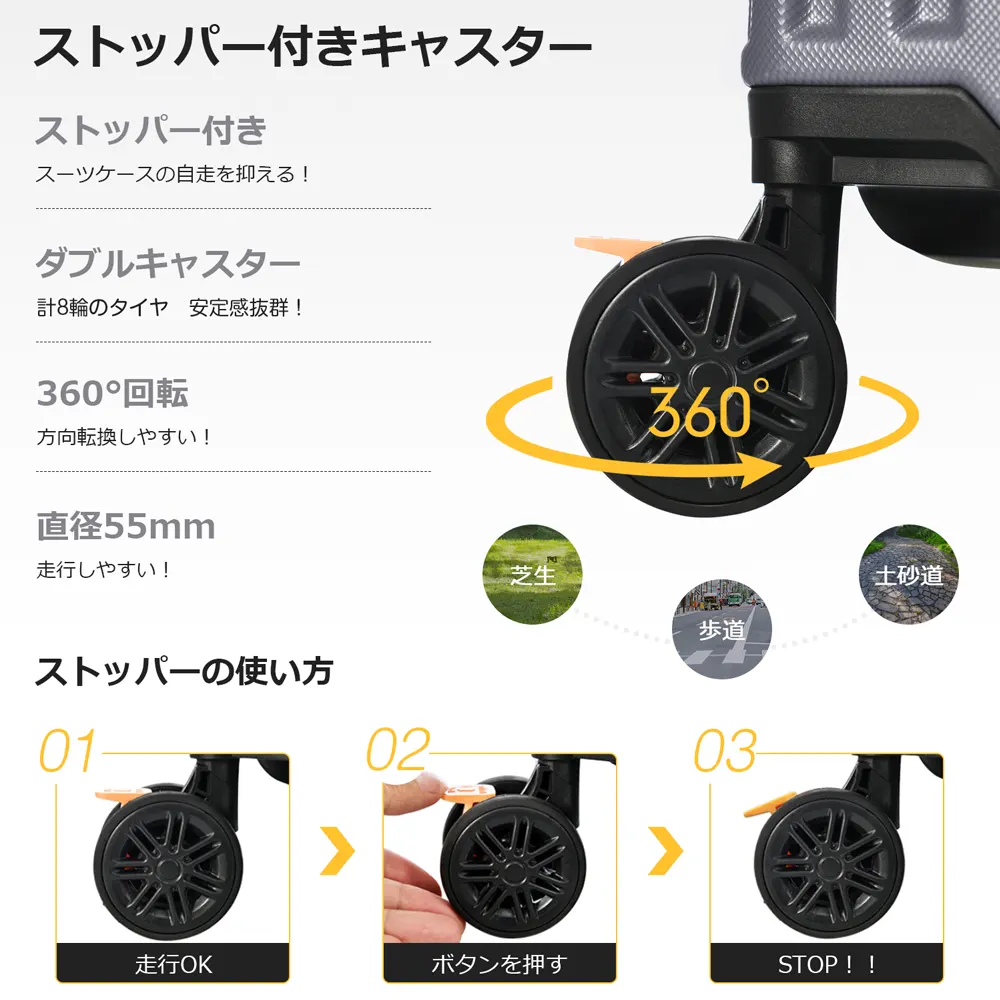 ストッパー付きキャスター
ストッパー付き
スーツケースの自走を抑える！
ダブルキャスター
計8輪のタイヤ　安定感抜群！
360°回転
方向転換しやすい！
直径55mm
走行しやすい！
360°
芝生
歩道
土砂道
ストッパーの使い方
01
走行OK
02
ボタンを押す
03
STOP！！